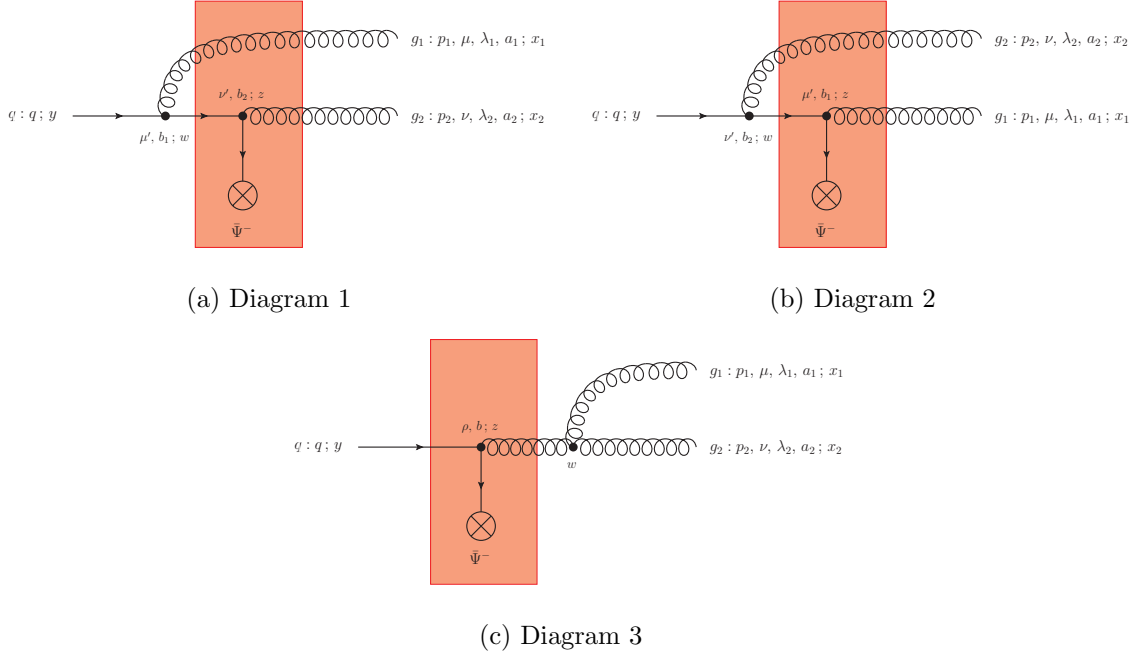 g₁ : p₁, μ, λ₁, a₁ ; x₁
ν′, b₂ ; z
q : q ; y
g₂ : p₂, ν, λ₂, a₂ ; x₂
μ′, b₁ ; w
Ψ̄⁻
(a) Diagram 1
g₂ : p₂, ν, λ₂, a₂ ; x₂
μ′, b₁ ; z
q : q ; y
g₁ : p₁, μ, λ₁, a₁ ; x₁
ν′, b₂ ; w
Ψ̄⁻
(b) Diagram 2
g₁ : p₁, μ, λ₁, a₁ ; x₁
ρ, b ; z
q : q ; y
g₂ : p₂, ν, λ₂, a₂ ; x₂
w
Ψ̄⁻
(c) Diagram 3